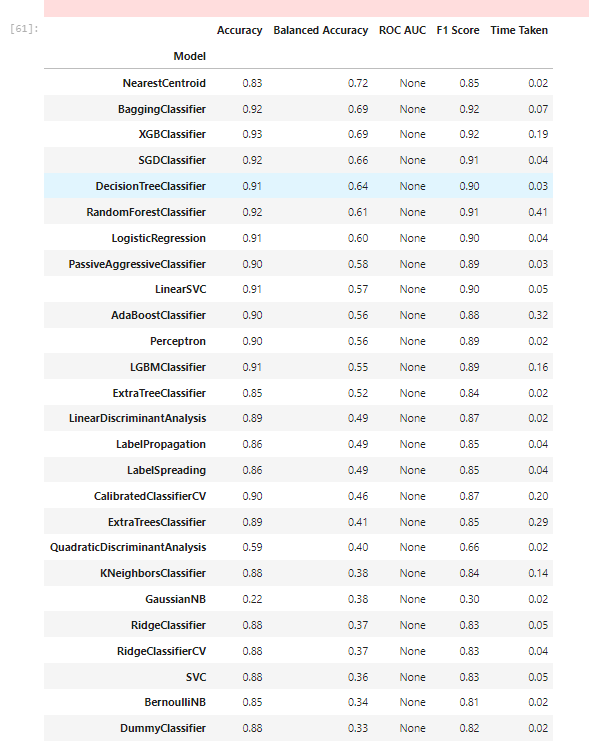 [61]:
Accuracy Balanced Accuracy ROC AUC F1 Score Time Taken
Model
NearestCentroid 0.83 0.72 None 0.85 0.02
BaggingClassifier 0.92 0.69 None 0.92 0.07
XGBClassifier 0.93 0.69 None 0.92 0.19
SGDClassifier 0.92 0.66 None 0.91 0.04
DecisionTreeClassifier 0.91 0.64 None 0.90 0.03
RandomForestClassifier 0.92 0.61 None 0.91 0.41
LogisticRegression 0.91 0.60 None 0.90 0.04
PassiveAggressiveClassifier 0.90 0.58 None 0.89 0.03
LinearSVC 0.91 0.57 None 0.90 0.05
AdaBoostClassifier 0.90 0.56 None 0.88 0.32
Perceptron 0.90 0.56 None 0.89 0.02
LGBMClassifier 0.91 0.55 None 0.89 0.16
ExtraTreeClassifier 0.85 0.52 None 0.84 0.02
LinearDiscriminantAnalysis 0.89 0.49 None 0.87 0.02
LabelPropagation 0.86 0.49 None 0.85 0.04
LabelSpreading 0.86 0.49 None 0.85 0.04
CalibratedClassifierCV 0.90 0.46 None 0.87 0.20
ExtraTreesClassifier 0.89 0.41 None 0.85 0.29
QuadraticDiscriminantAnalysis 0.59 0.40 None 0.66 0.02
KNeighborsClassifier 0.88 0.38 None 0.84 0.14
GaussianNB 0.22 0.38 None 0.30 0.02
RidgeClassifier 0.88 0.37 None 0.83 0.05
RidgeClassifierCV 0.88 0.37 None 0.83 0.04
SVC 0.88 0.36 None 0.83 0.05
BernoulliNB 0.85 0.34 None 0.81 0.02
DummyClassifier 0.88 0.33 None 0.82 0.02